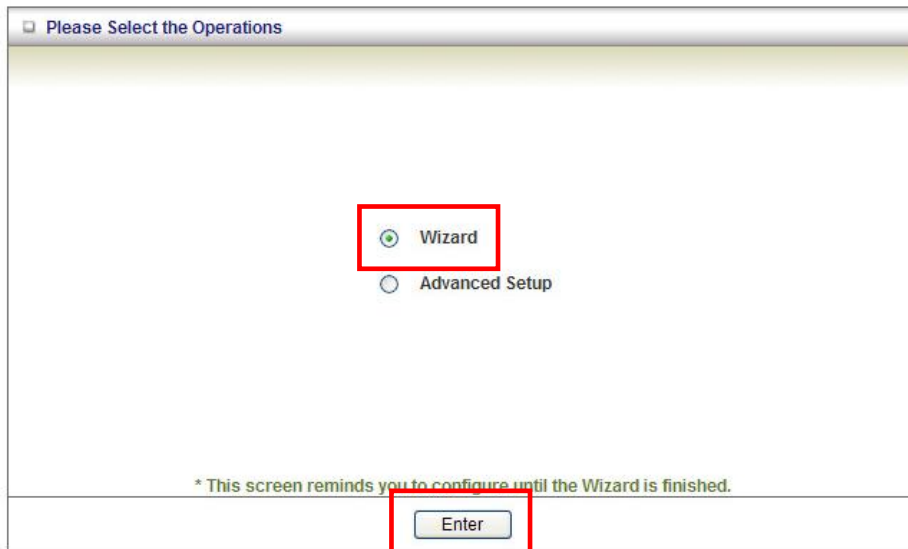 Please Select the Operations
Wizard
Advanced Setup
* This screen reminds you to configure until the Wizard is finished.
Enter